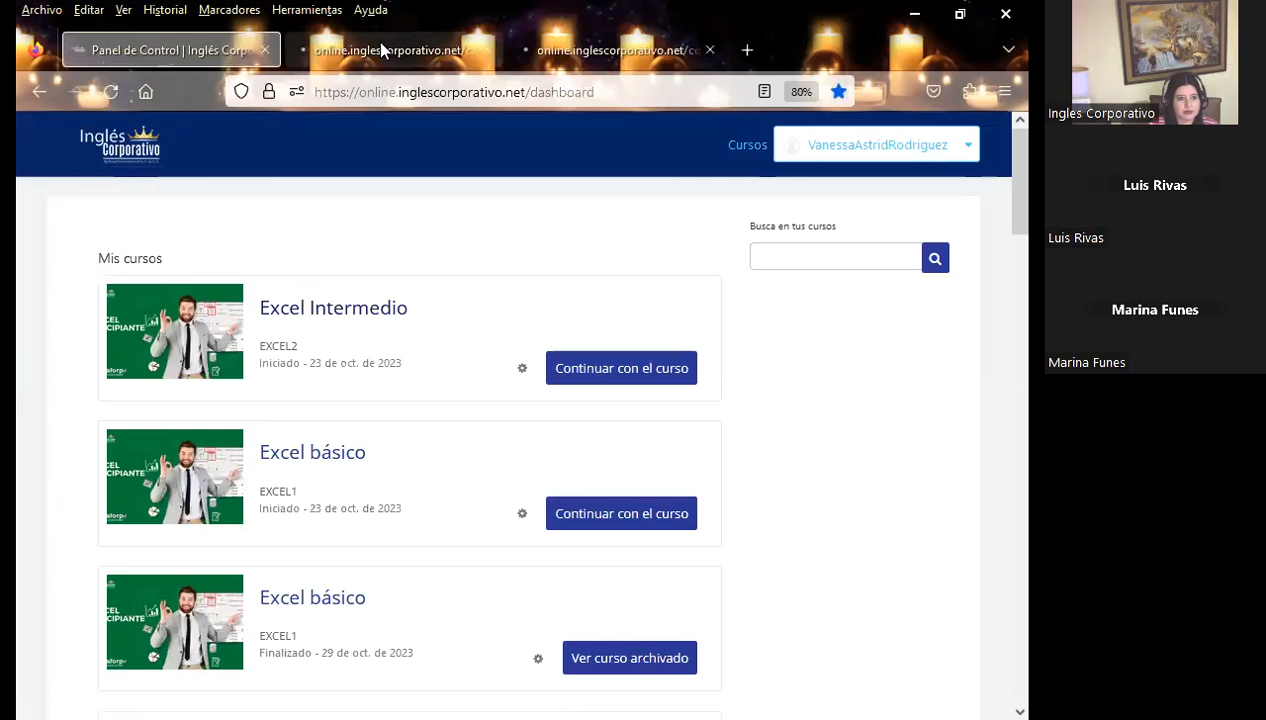 Archivo Editar Ver Historial Marcadores Herramientas Ayuda
Panel de Control | Inglés Corp
online.inglescorporativo.net/c
online.inglescorporativo.net/cc
https://online.inglescorporativo.net/dashboard
80%
Inglés
Corporativo
Cursos
VanessaAstridRodriguez
Busca en tus cursos
Mis cursos
Excel Intermedio
EXCEL2
Iniciado - 23 de oct. de 2023
Continuar con el curso
Excel básico
EXCEL1
Iniciado - 23 de oct. de 2023
Continuar con el curso
Excel básico
EXCEL1
Finalizado - 29 de oct. de 2023
Ver curso archivado
Ingles Corporativo
Luis Rivas
Luis Rivas
Marina Funes
Marina Funes